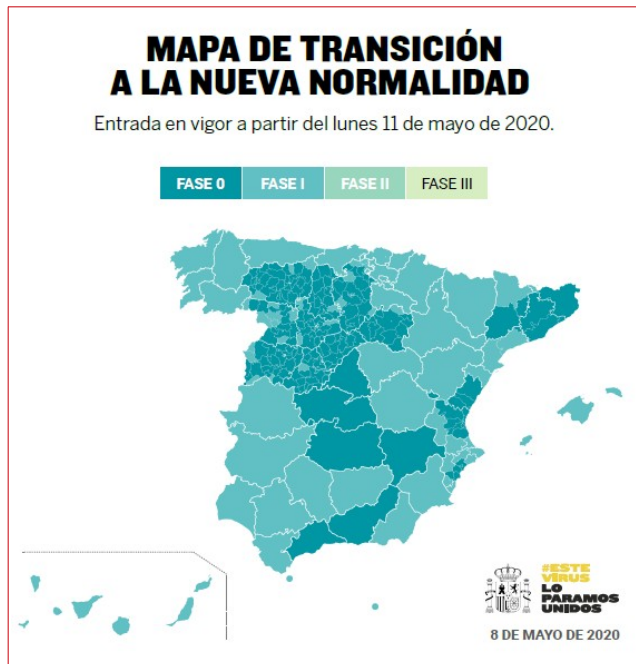 MAPA DE TRANSICIÓN
A LA NUEVA NORMALIDAD
Entrada en vigor a partir del lunes 11 de mayo de 2020.
FASE 0 FASE I FASE II FASE III
#ESTE
VIRUS
LO
PARAMOS
UNIDOS
8 DE MAYO DE 2020